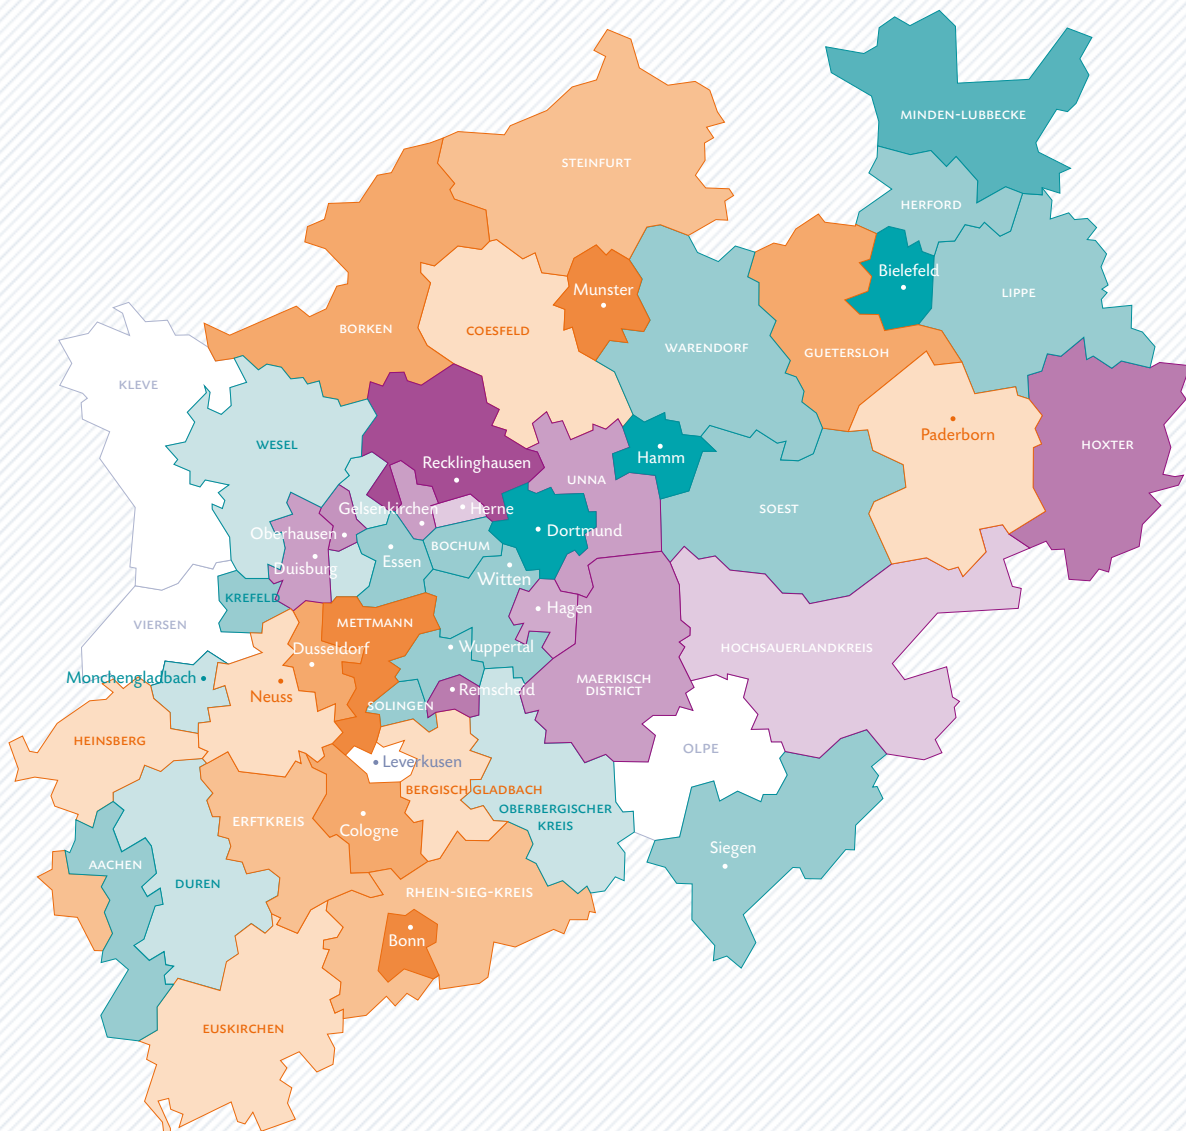 MINDEN-LUBBECKE
STEINFURT
HERFORD
Bielefeld
Munster
LIPPE
BORKEN
COESFELD
WARENDORF
GUETERSLOH
KLEVE
Paderborn
WESEL
HOXTER
Recklinghausen
Hamm
UNNA
Gelsenkirchen
Herne
SOEST
Oberhausen
Dortmund
BOCHUM
Essen
Duisburg
Witten
KREFELD
Hagen
METTMANN
VIERSEN
Dusseldorf
Wuppertal
HOCHSAUERLANDKREIS
Monchengladbach
MAERKISCH
DISTRICT
Neuss
Remscheid
SOLINGEN
HEINSBERG
OLPE
Leverkusen
BERGISCH GLADBACH
OBERBERGISCHER
KREIS
ERFTKREIS
Cologne
Siegen
AACHEN
DUREN
RHEIN-SIEG-KREIS
Bonn
EUSKIRCHEN